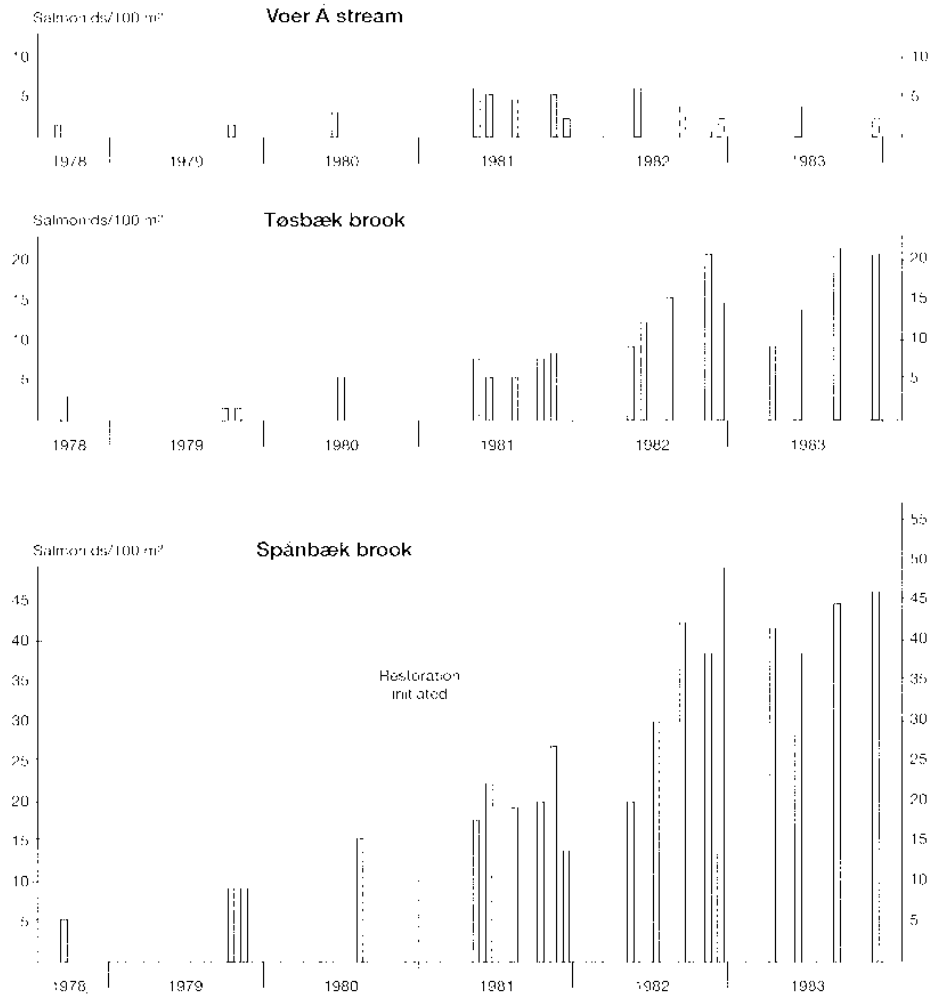 Salmonids/100 m² Voer Å stream
10 10
5 5
1978 1979 1980 1981 1982 1983
Salmonids/100 m² Tøsbæk brook
20 20
15 15
10 10
5 5
1978 1979 1980 1981 1982 1983
55
Salmonids/100 m² Spånbæk brook
50
45 45
40 40
35 Restoration 35
initiated
30 30
25 25
20 20
15 15
10 10
5 5
1978 1979 1980 1981 1982 1983